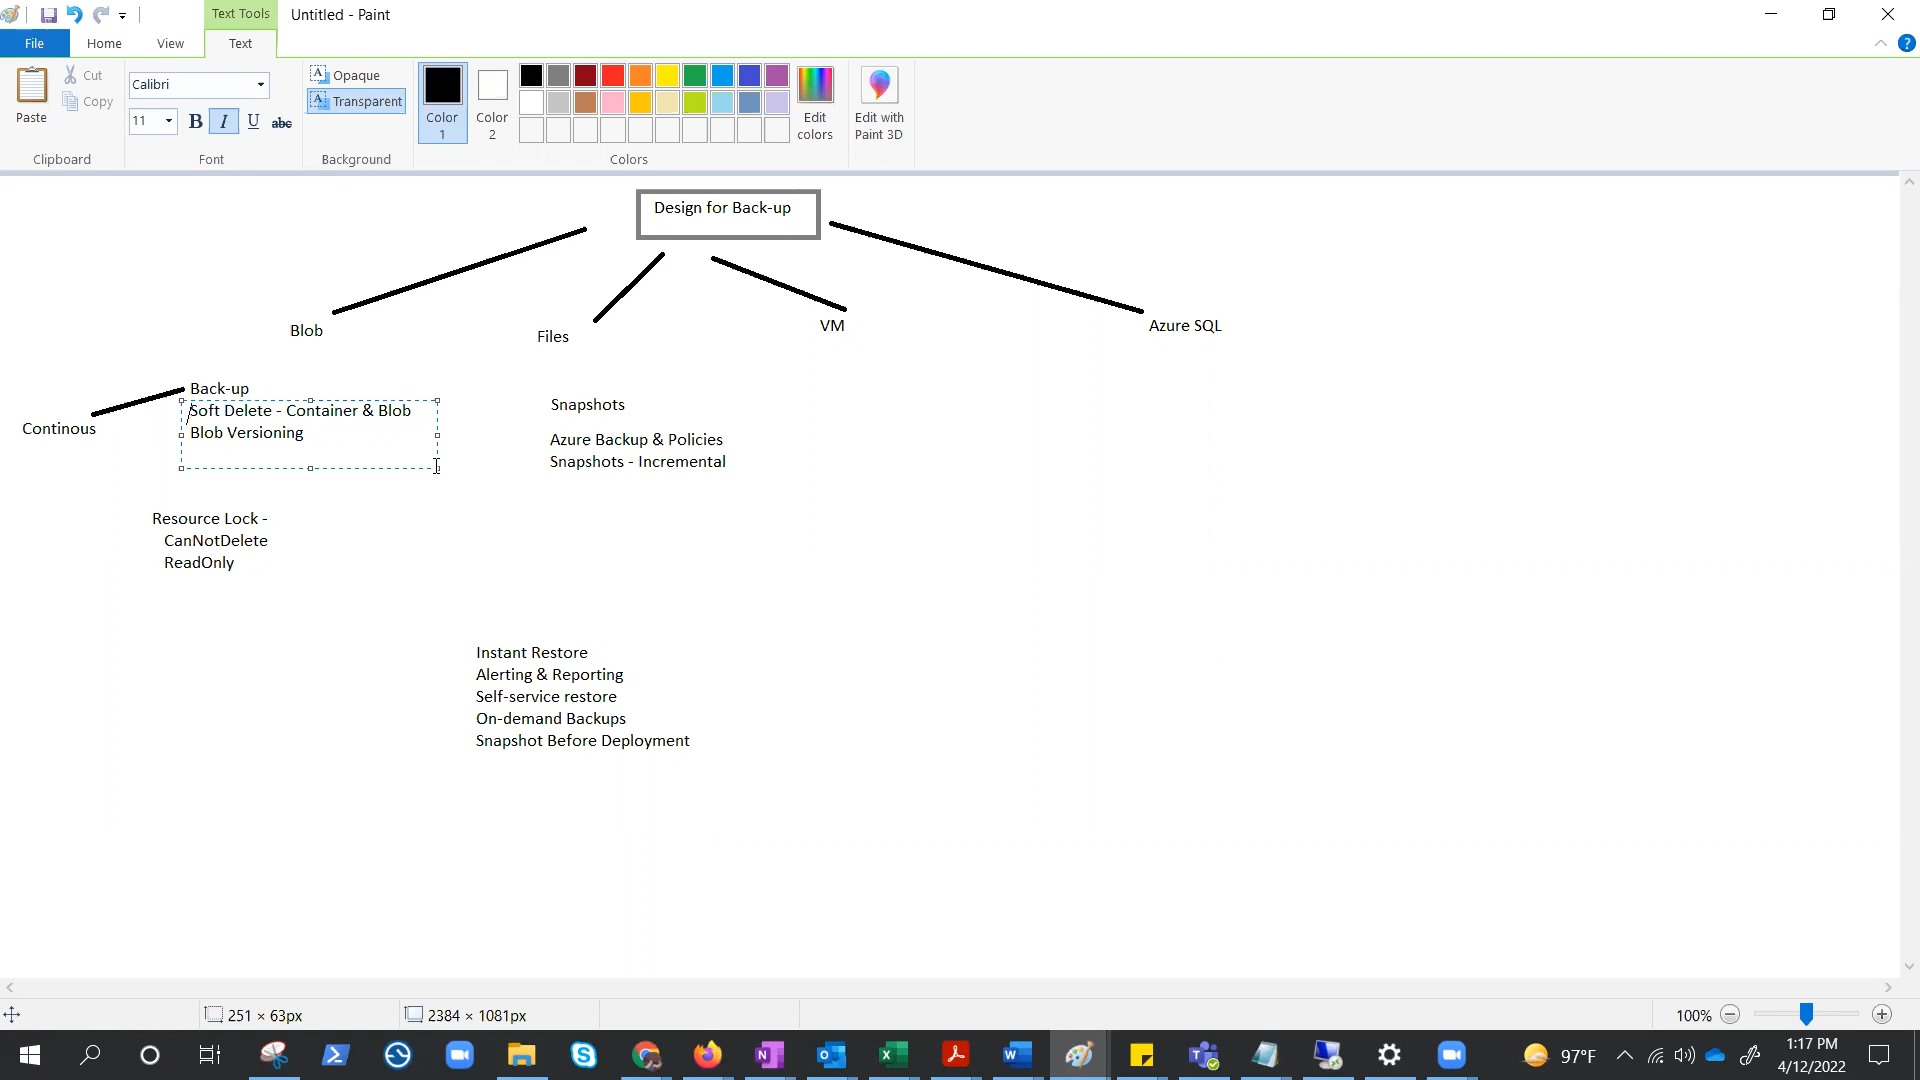 Text Tools
Untitled - Paint
File
Home
View
Text
Paste
Cut
Copy
Clipboard
Calibri
11
B
I
U
abc
Font
A Opaque
A Transparent
Background
Color
1
Color
2
Edit
colors
Colors
Edit with
Paint 3D
Design for Back-up
Blob
Files
VM
Azure SQL
Back-up
Soft Delete - Container & Blob
Blob Versioning
Continous
Snapshots
Azure Backup & Policies
Snapshots - Incremental
Resource Lock -
CanNotDelete
ReadOnly
Instant Restore
Alerting & Reporting
Self-service restore
On-demand Backups
Snapshot Before Deployment
251 × 63px
2384 × 1081px
100%
97°F
1:17 PM
4/12/2022